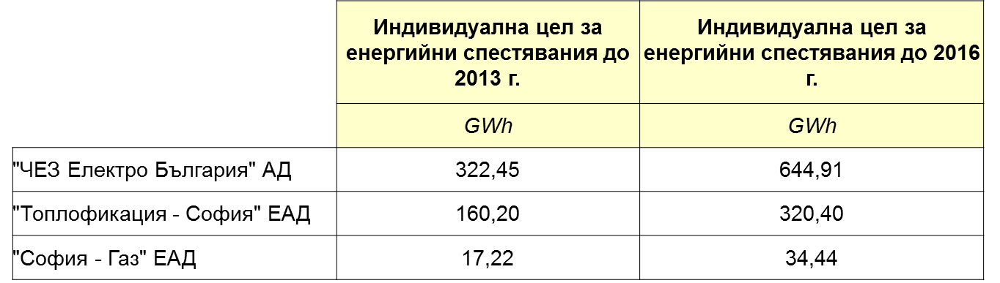 Индивидуална цел за
енергийни спестявания до
2013 г.
Индивидуална цел за
енергийни спестявания до 2016
г.
GWh
GWh
"ЧЕЗ Електро България" АД
322,45
644,91
"Топлофикация - София" ЕАД
160,20
320,40
"София - Газ" ЕАД
17,22
34,44